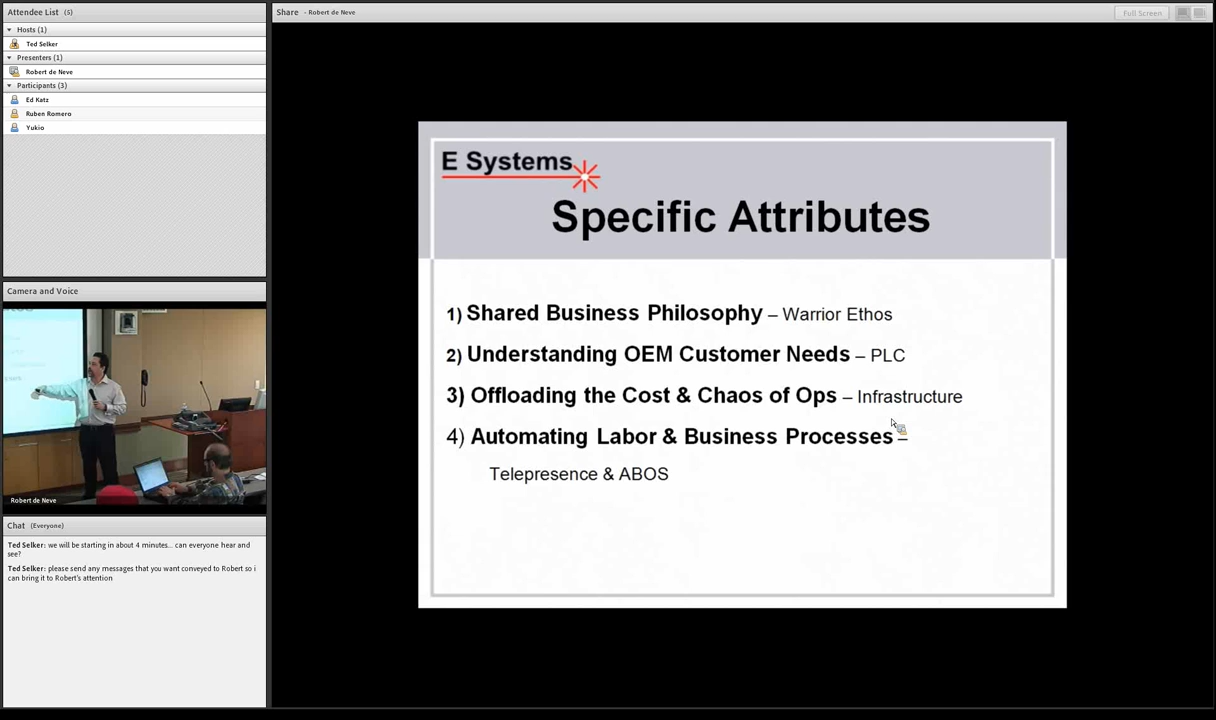 Attendee List (5)
Hosts (1)
Ted Selker
Presenters (1)
Robert de Neve
Participants (3)
Ed Katz
Ruben Romero
Yukio
Camera and Voice
Robert de Neve
Chat (Everyone)
Ted Selker: we will be starting in about 4 minutes... can everyone hear and
see?
Ted Selker: please send any messages that you want conveyed to Robert so i
can bring it to Robert's attention
Share - Robert de Neve
Full Screen
E Systems
Specific Attributes
1) Shared Business Philosophy – Warrior Ethos
2) Understanding OEM Customer Needs – PLC
3) Offloading the Cost & Chaos of Ops – Infrastructure
4) Automating Labor & Business Processes –
Telepresence & ABOS